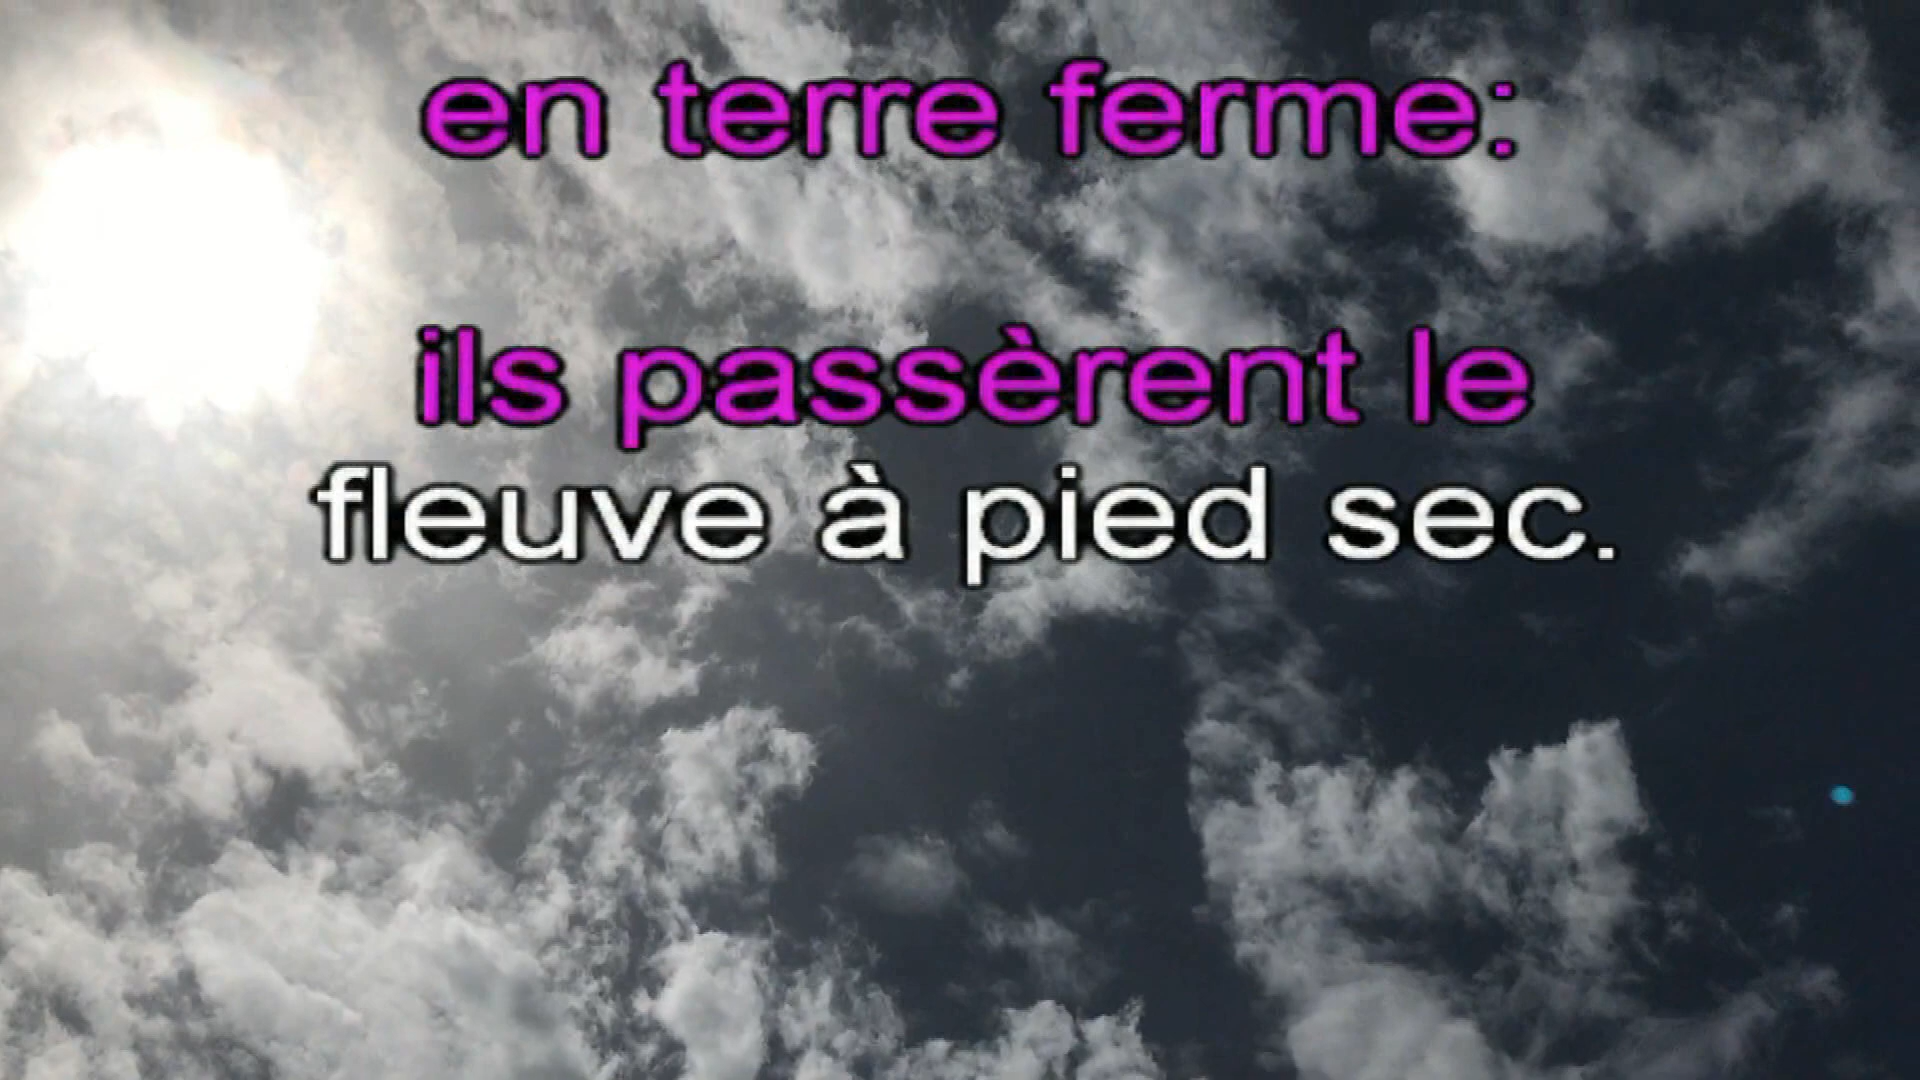 en terre ferme:
ils passèrent le
fleuve à pied sec.